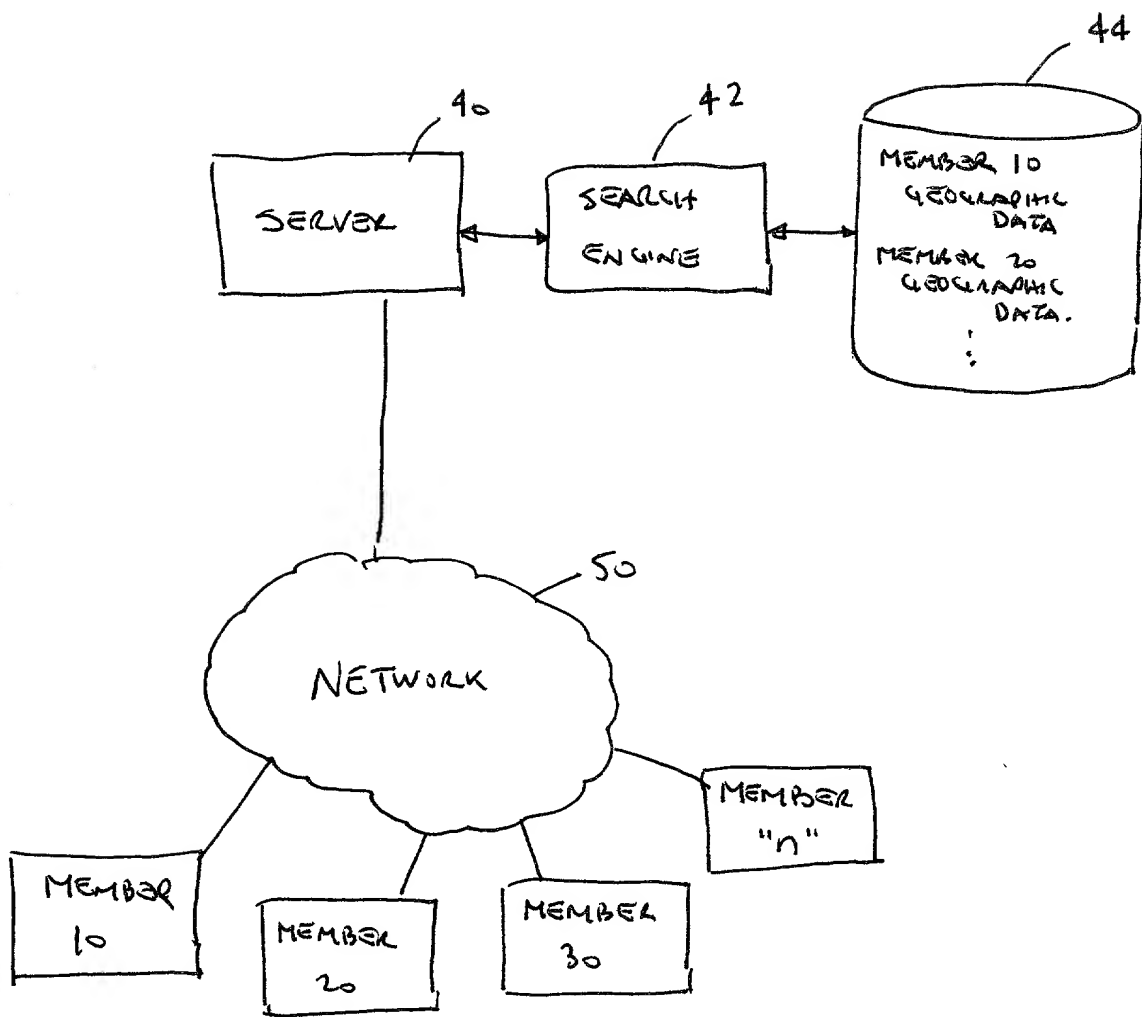 44
40
42
SERVER
SEARCH
ENGINE
MEMBER 10
GEOGRAPHIC
DATA
MEMBER 20
GEOGRAPHIC
DATA.
50
NETWORK
MEMBER
"n"
MEMBER
10
MEMBER
20
MEMBER
30